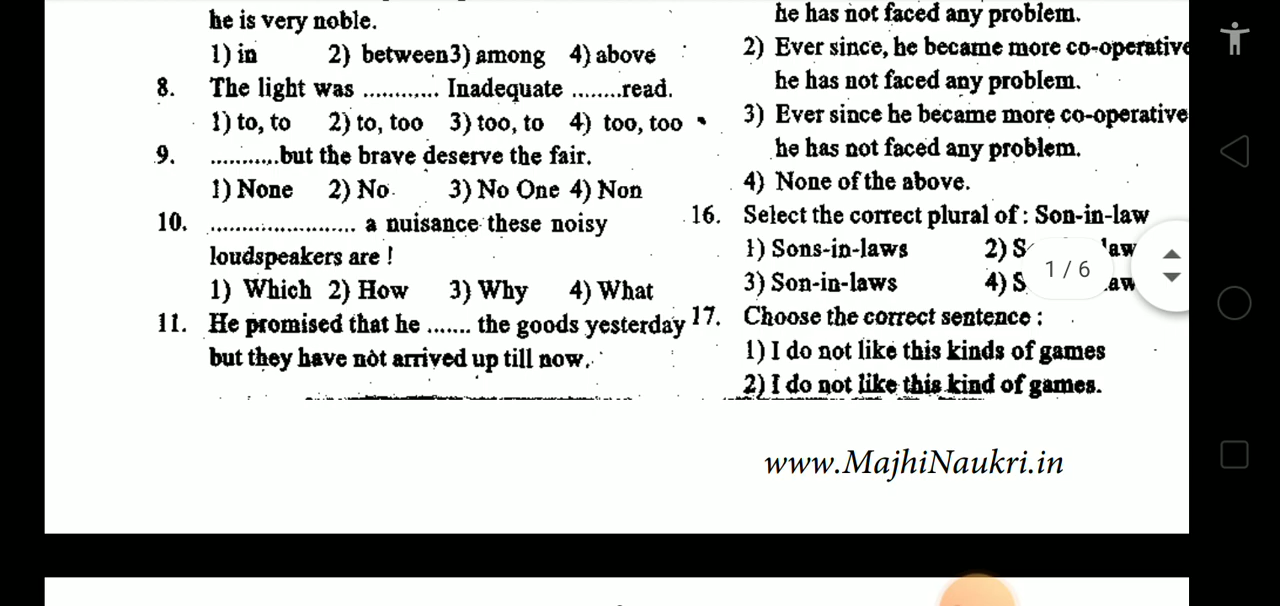 he is very noble.
1) in 2) between3) among 4) above
8. The light was ............ Inadequate ........read.
1) to, to 2) to, too 3) too, to 4) too, too
9. ...........but the brave deserve the fair.
1) None 2) No 3) No One 4) Non
10. ...................... a nuisance these noisy
loudspeakers are !
1) Which 2) How 3) Why 4) What
11. He promised that he ....... the goods yesterday
but they have not arrived up till now.
he has not faced any problem.
2) Ever since, he became more co-operative
he has not faced any problem.
3) Ever since he became more co-operative
he has not faced any problem.
4) None of the above.
16. Select the correct plural of : Son-in-law
1) Sons-in-laws 2) S
3) Son-in-laws 4) S
1 / 6
17. Choose the correct sentence :
1) I do not like this kinds of games
2) I do not like this kind of games.
www.MajhiNaukri.in